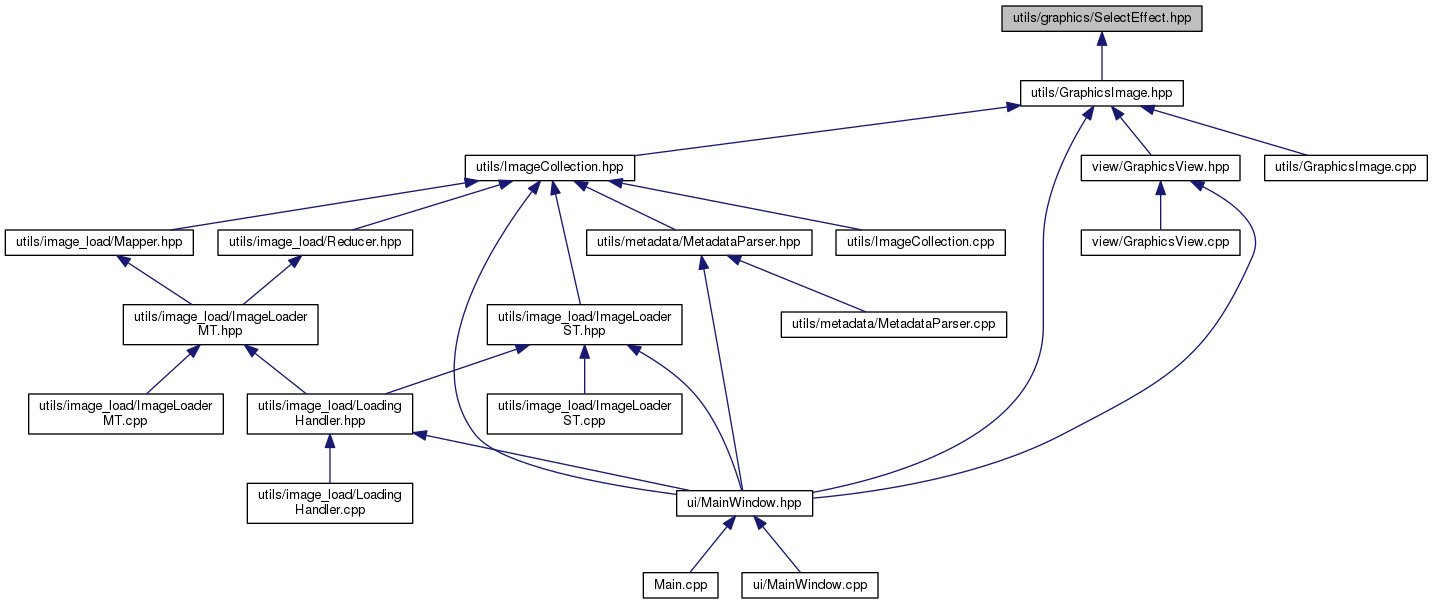 utils/graphics/SelectEffect.hpp
utils/GraphicsImage.hpp
utils/ImageCollection.hpp
view/GraphicsView.hpp
utils/GraphicsImage.cpp
utils/image_load/Mapper.hpp
utils/image_load/Reducer.hpp
utils/metadata/MetadataParser.hpp
utils/ImageCollection.cpp
view/GraphicsView.cpp
utils/image_load/ImageLoader
MT.hpp
utils/image_load/ImageLoader
ST.hpp
utils/metadata/MetadataParser.cpp
utils/image_load/ImageLoader
MT.cpp
utils/image_load/Loading
Handler.hpp
utils/image_load/ImageLoader
ST.cpp
utils/image_load/Loading
Handler.cpp
ui/MainWindow.hpp
Main.cpp
ui/MainWindow.cpp